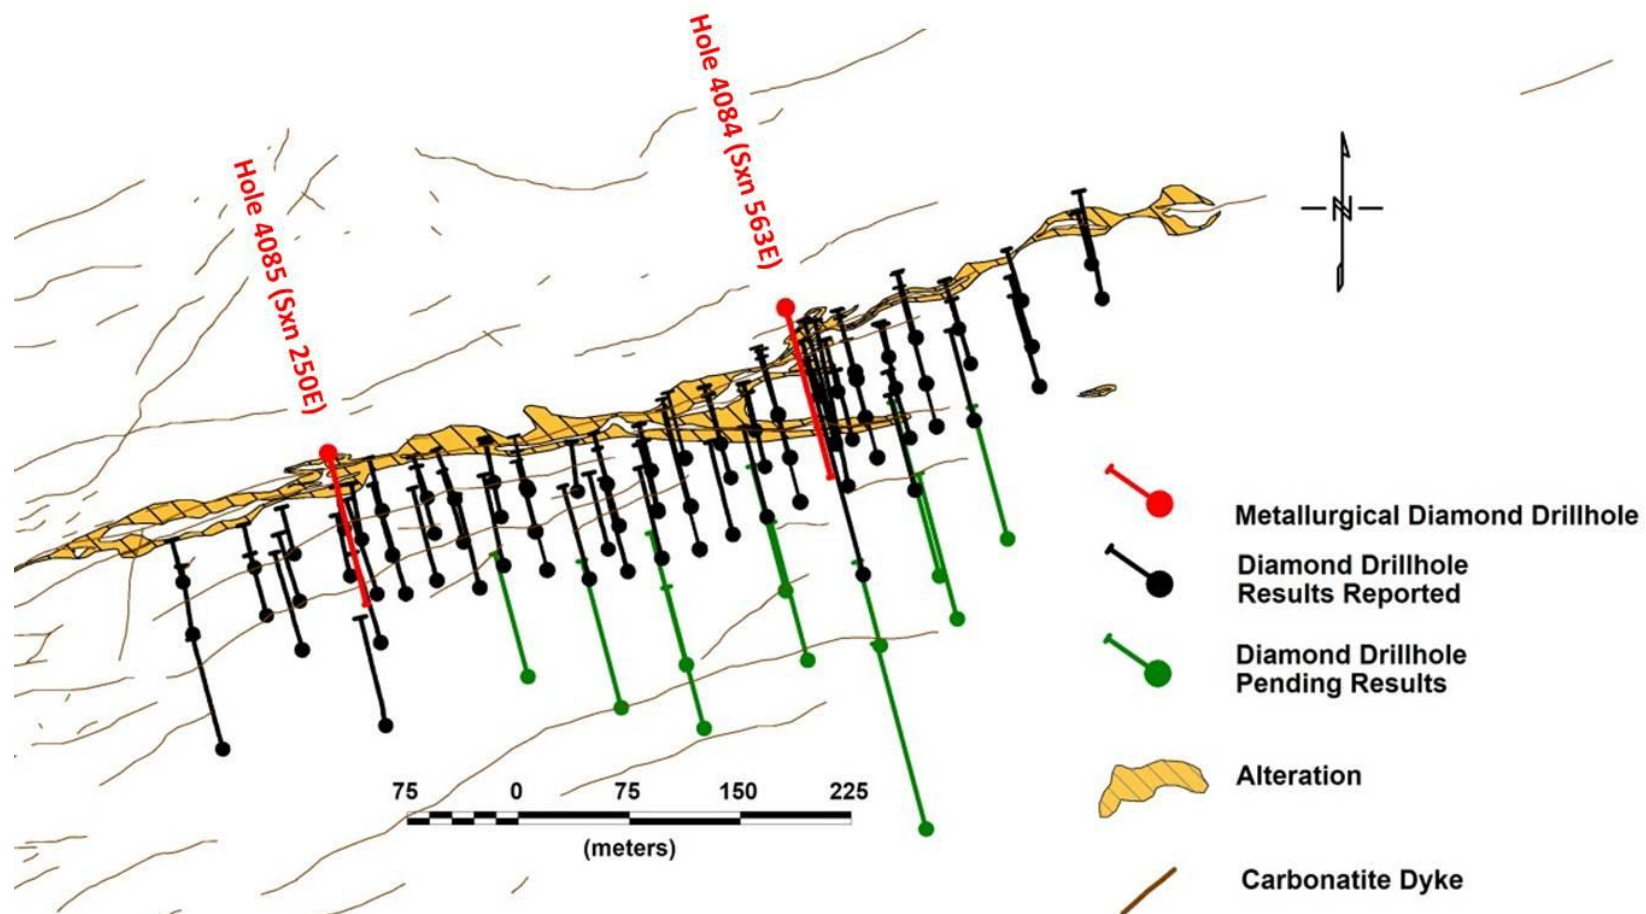 Hole 4084 (Sxn 563E)
Hole 4085 (Sxn 250E)
N
Metallurgical Diamond Drillhole
Diamond Drillhole
Results Reported
Diamond Drillhole
Pending Results
Alteration
75 0 75 150 225
(meters)
Carbonatite Dyke